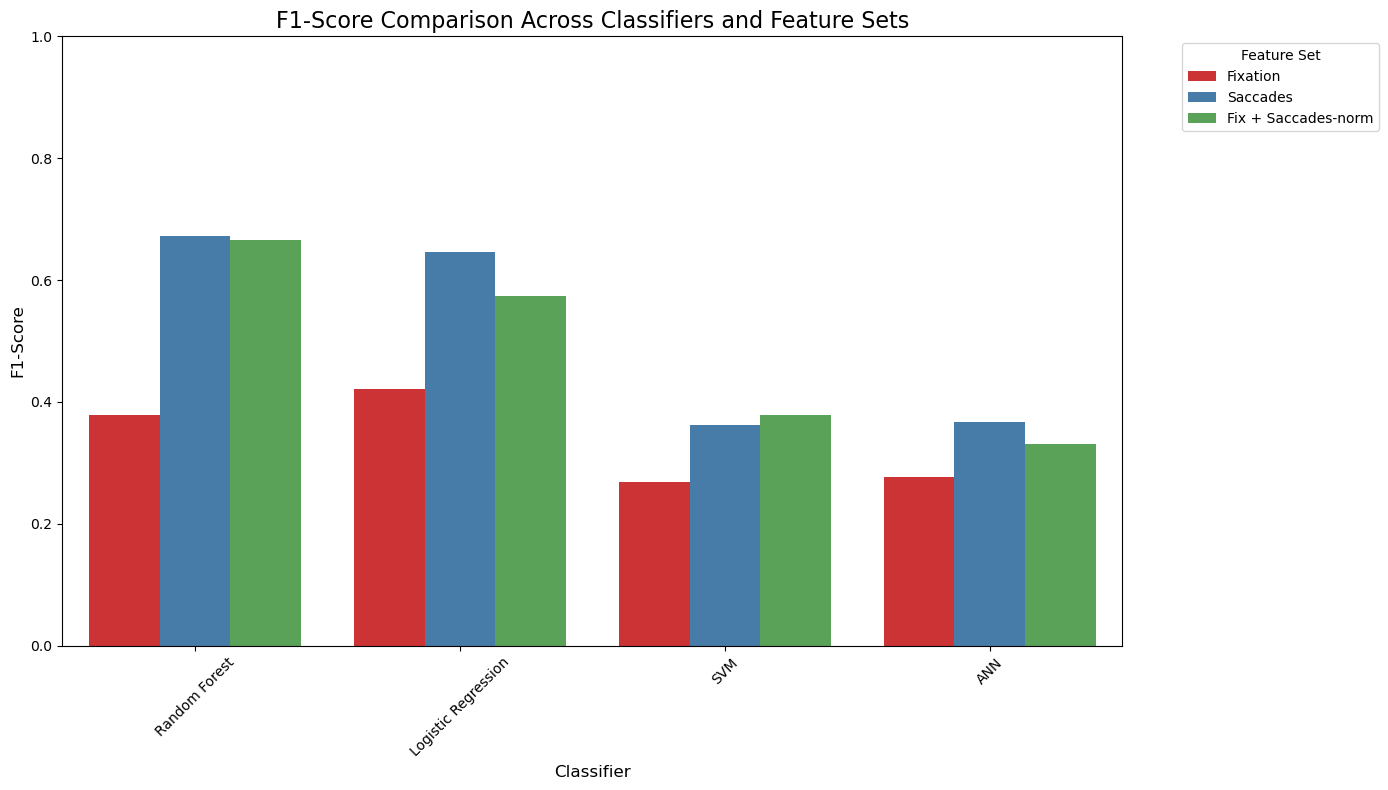 F1-Score Comparison Across Classifiers and Feature Sets
Feature Set
Fixation
Saccades
Fix + Saccades-norm
F1-Score
1.0
0.8
0.6
0.4
0.2
0.0
Random Forest
Logistic Regression
SVM
ANN
Classifier